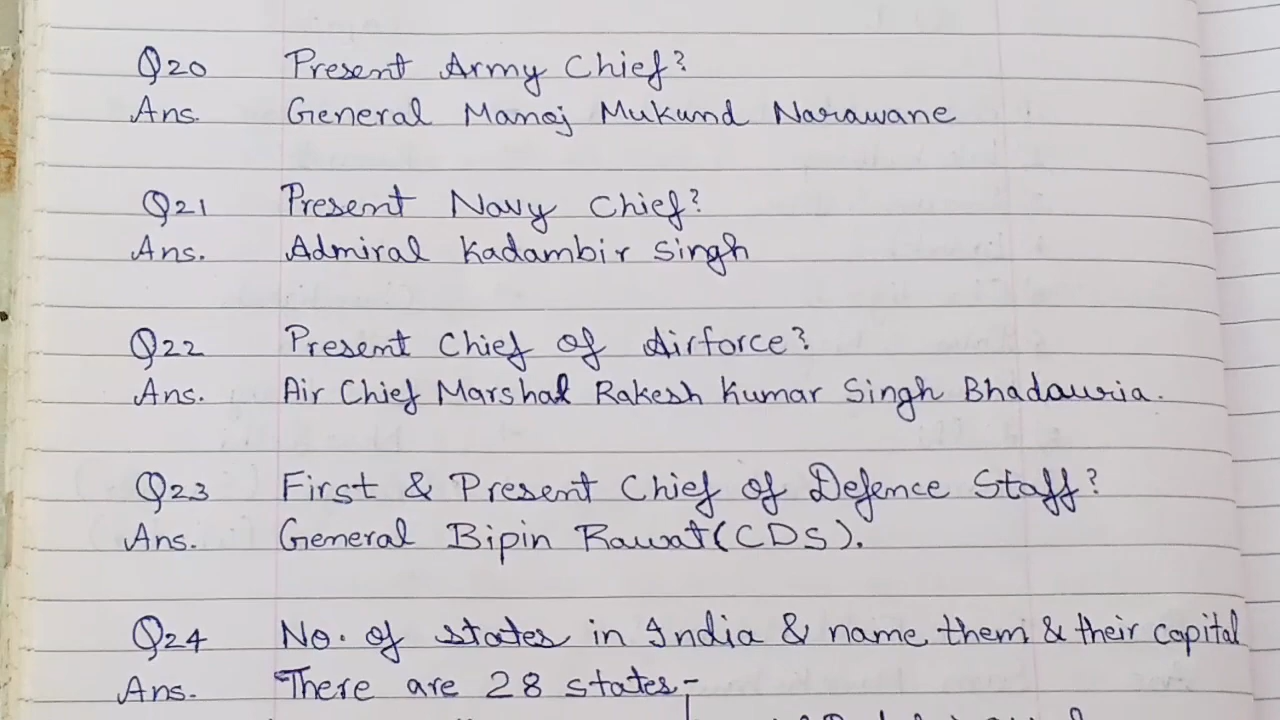 Q20 Present Army Chief?
Ans. General Manoj Mukund Narawane
Q21 Present Navy Chief?
Ans. Admiral Kadambir Singh
Q22 Present Chief of Airforce?
Ans. Air Chief Marshal Rakesh Kumar Singh Bhadauria.
Q23 First & Present Chief of Defence Staff?
Ans. General Bipin Rawat (CDS).
Q24 No. of states in India & name them & their capital
Ans. There are 28 states-